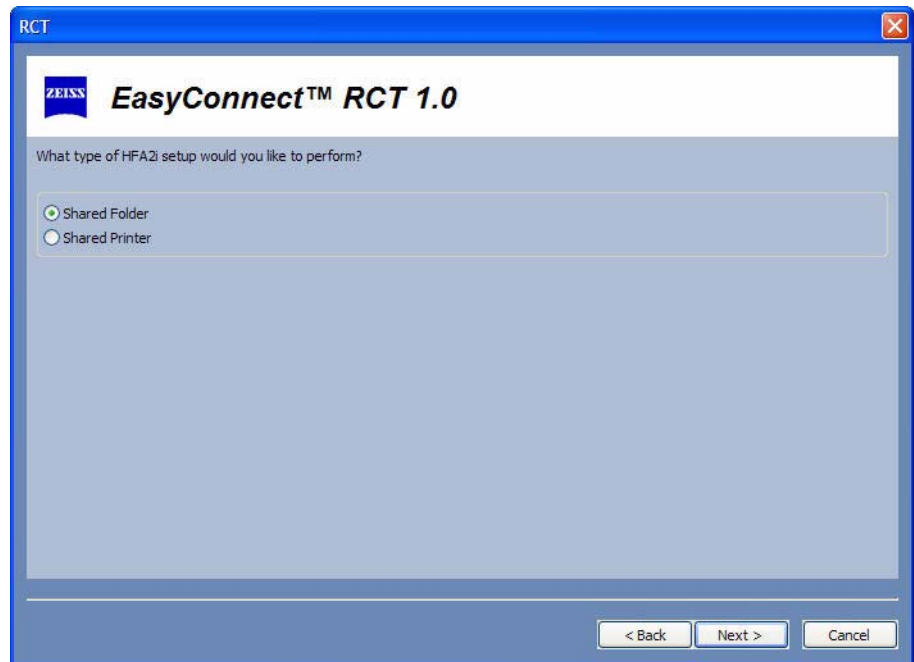 RCT
ZEISS
EasyConnect™ RCT 1.0
What type of HFA2i setup would you like to perform?
Shared Folder
Shared Printer
< Back Next > Cancel